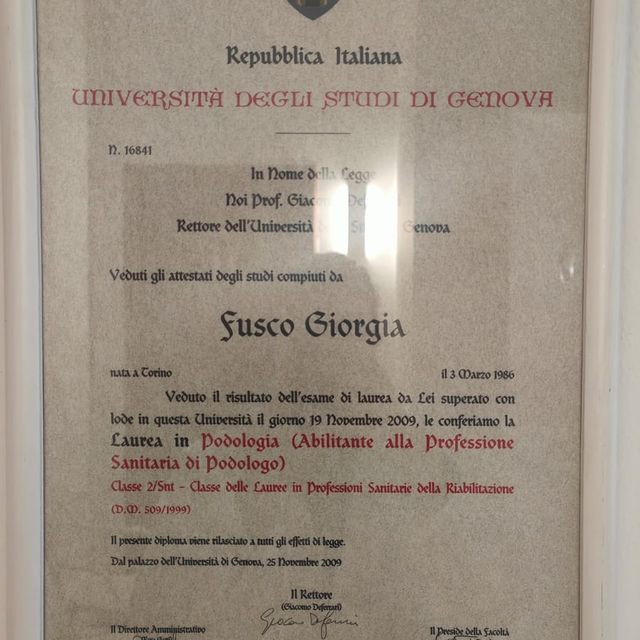 Repubblica Italiana
UNIVERSITÀ DEGLI STUDI DI GENOVA
N. 16841
In Nome della Legge
Noi Prof. Giacomo
Rettore dell'Università Genova
Veduti gli attestati degli studi compiuti da
Fusco Giorgia
nata a Torino il 3 Marzo 1986
Veduto il risultato dell'esame di laurea da Lei superato con
lode in questa Università il giorno 19 Novembre 2009, le conferiamo la
Laurea in Podologia (Abilitante alla Professione
Sanitaria di Podologo)
Classe 2/Snt - Classe delle Lauree in Professioni Sanitarie della Riabilitazione
(D.M. 509/1999)
Il presente diploma viene rilasciato a tutti gli effetti di legge.
Dal palazzo dell'Università di Genova, 25 Novembre 2009
Il Rettore
(Giacomo Deferrari)
Giacomo Deferrari
Il Direttore Amministrativo Il Preside della Facoltà